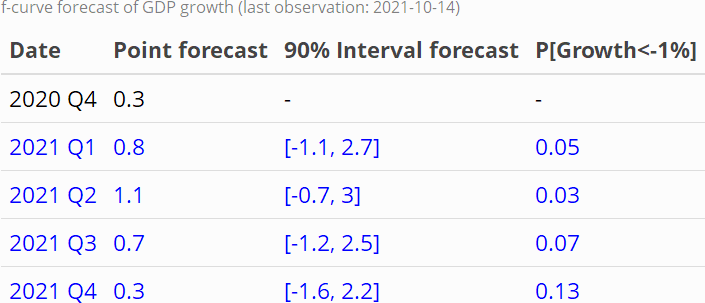 f-curve forecast of GDP growth (last observation: 2021-10-14)
Date Point forecast 90% Interval forecast P[Growth<-1%]
2020 Q4 0.3 - -
2021 Q1 0.8 [-1.1, 2.7] 0.05
2021 Q2 1.1 [-0.7, 3] 0.03
2021 Q3 0.7 [-1.2, 2.5] 0.07
2021 Q4 0.3 [-1.6, 2.2] 0.13